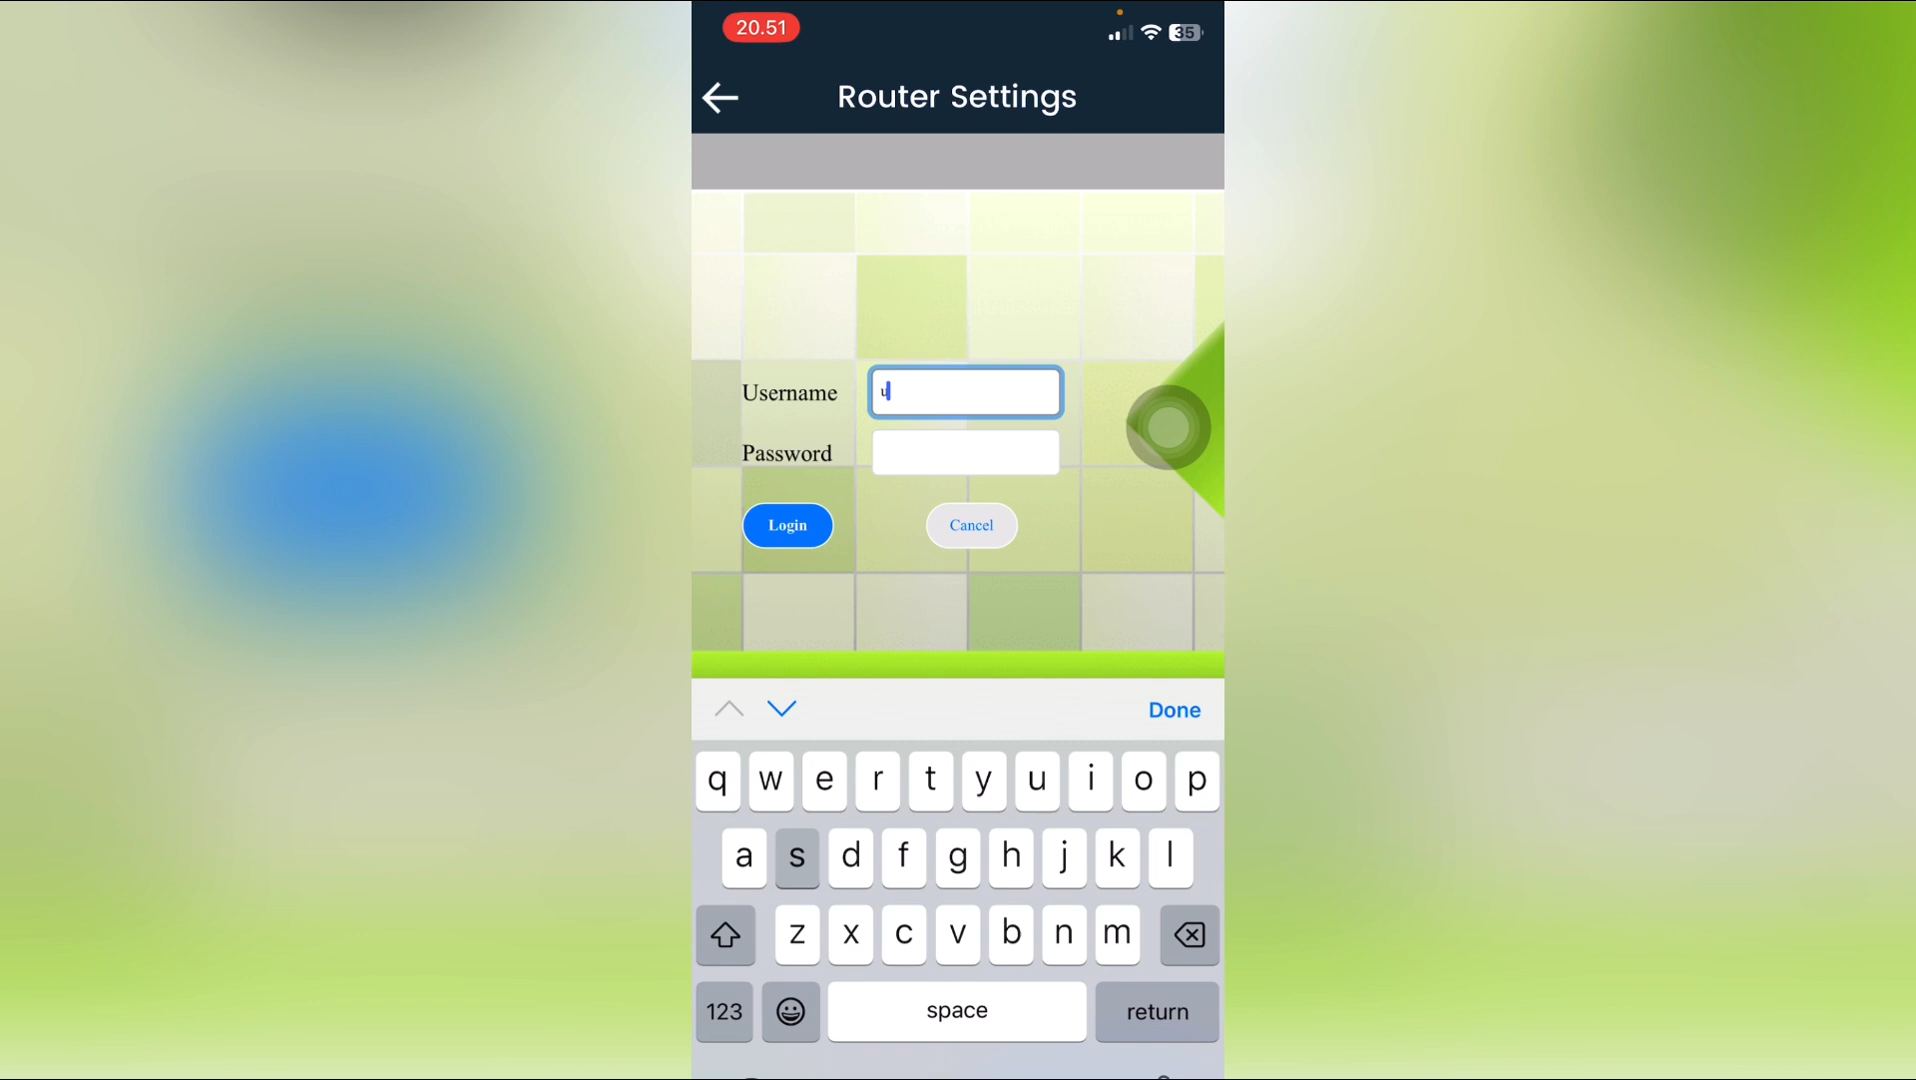 20.51
35
Router Settings
Username
u
Password
Login
Cancel
Done
q w e r t y u i o p
a s d f g h j k l
z x c v b n m
123
space
return